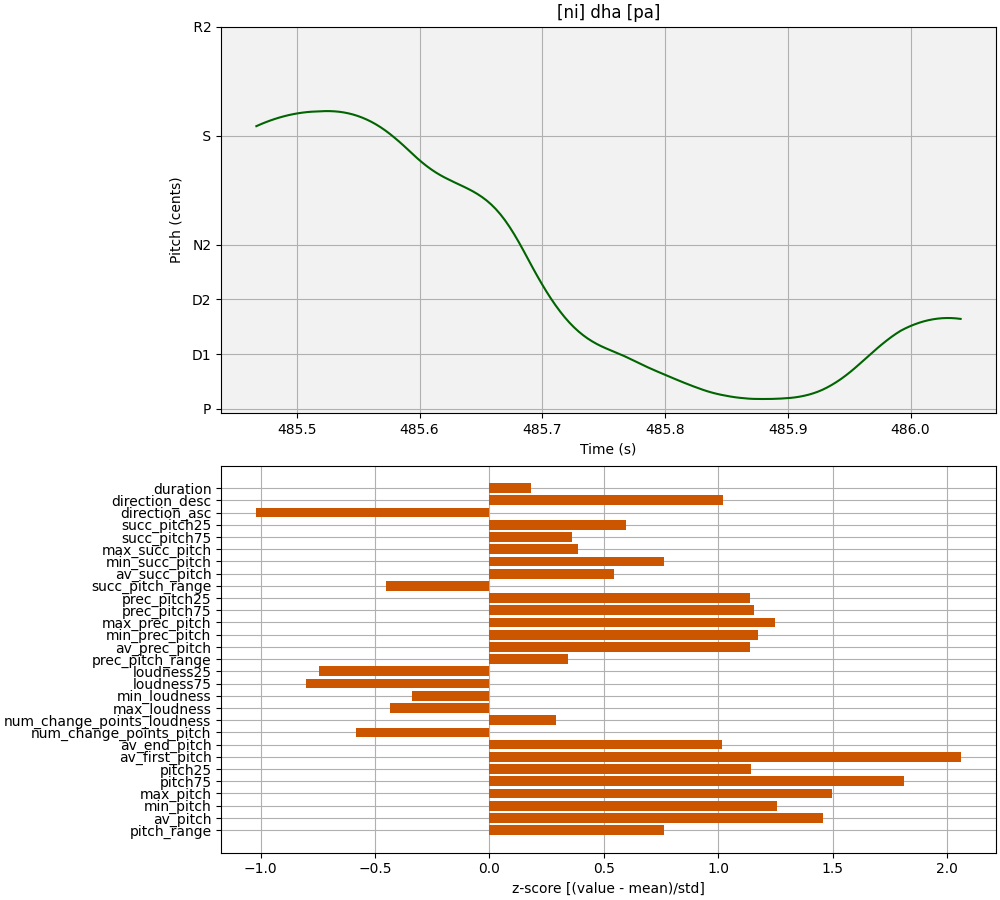 [ni] dha [pa]
R2
S
N2
D2
D1
P
Pitch (cents)
485.5 485.6 485.7 485.8 485.9 486.0
Time (s)
duration
direction_desc
direction_asc
succ_pitch25
succ_pitch75
max_succ_pitch
min_succ_pitch
av_succ_pitch
succ_pitch_range
prec_pitch25
prec_pitch75
max_prec_pitch
min_prec_pitch
av_prec_pitch
prec_pitch_range
loudness25
loudness75
min_loudness
max_loudness
num_change_points_loudness
num_change_points_pitch
av_end_pitch
av_first_pitch
pitch25
pitch75
max_pitch
min_pitch
av_pitch
pitch_range
−1.0 −0.5 0.0 0.5 1.0 1.5 2.0
z-score [(value - mean)/std]